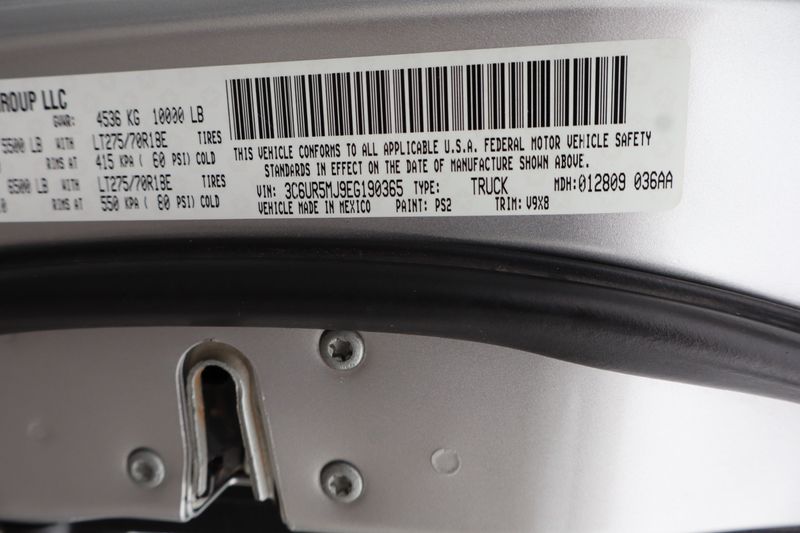 GROUP LLC
GVWR: 4536 KG 10000 LB
5500 LB WITH LT275/70R18E TIRES
RIMS AT 415 KPA ( 60 PSI) COLD
6500 LB WITH LT275/70R18E TIRES
RIMS AT 550 KPA ( 80 PSI) COLD
THIS VEHICLE CONFORMS TO ALL APPLICABLE U.S.A. FEDERAL MOTOR VEHICLE SAFETY
STANDARDS IN EFFECT ON THE DATE OF MANUFACTURE SHOWN ABOVE.
VIN: 3C6UR5MJ9EG190365 TYPE: TRUCK MDH: 012809 036AA
VEHICLE MADE IN MEXICO PAINT: PS2 TRIM: V9X8